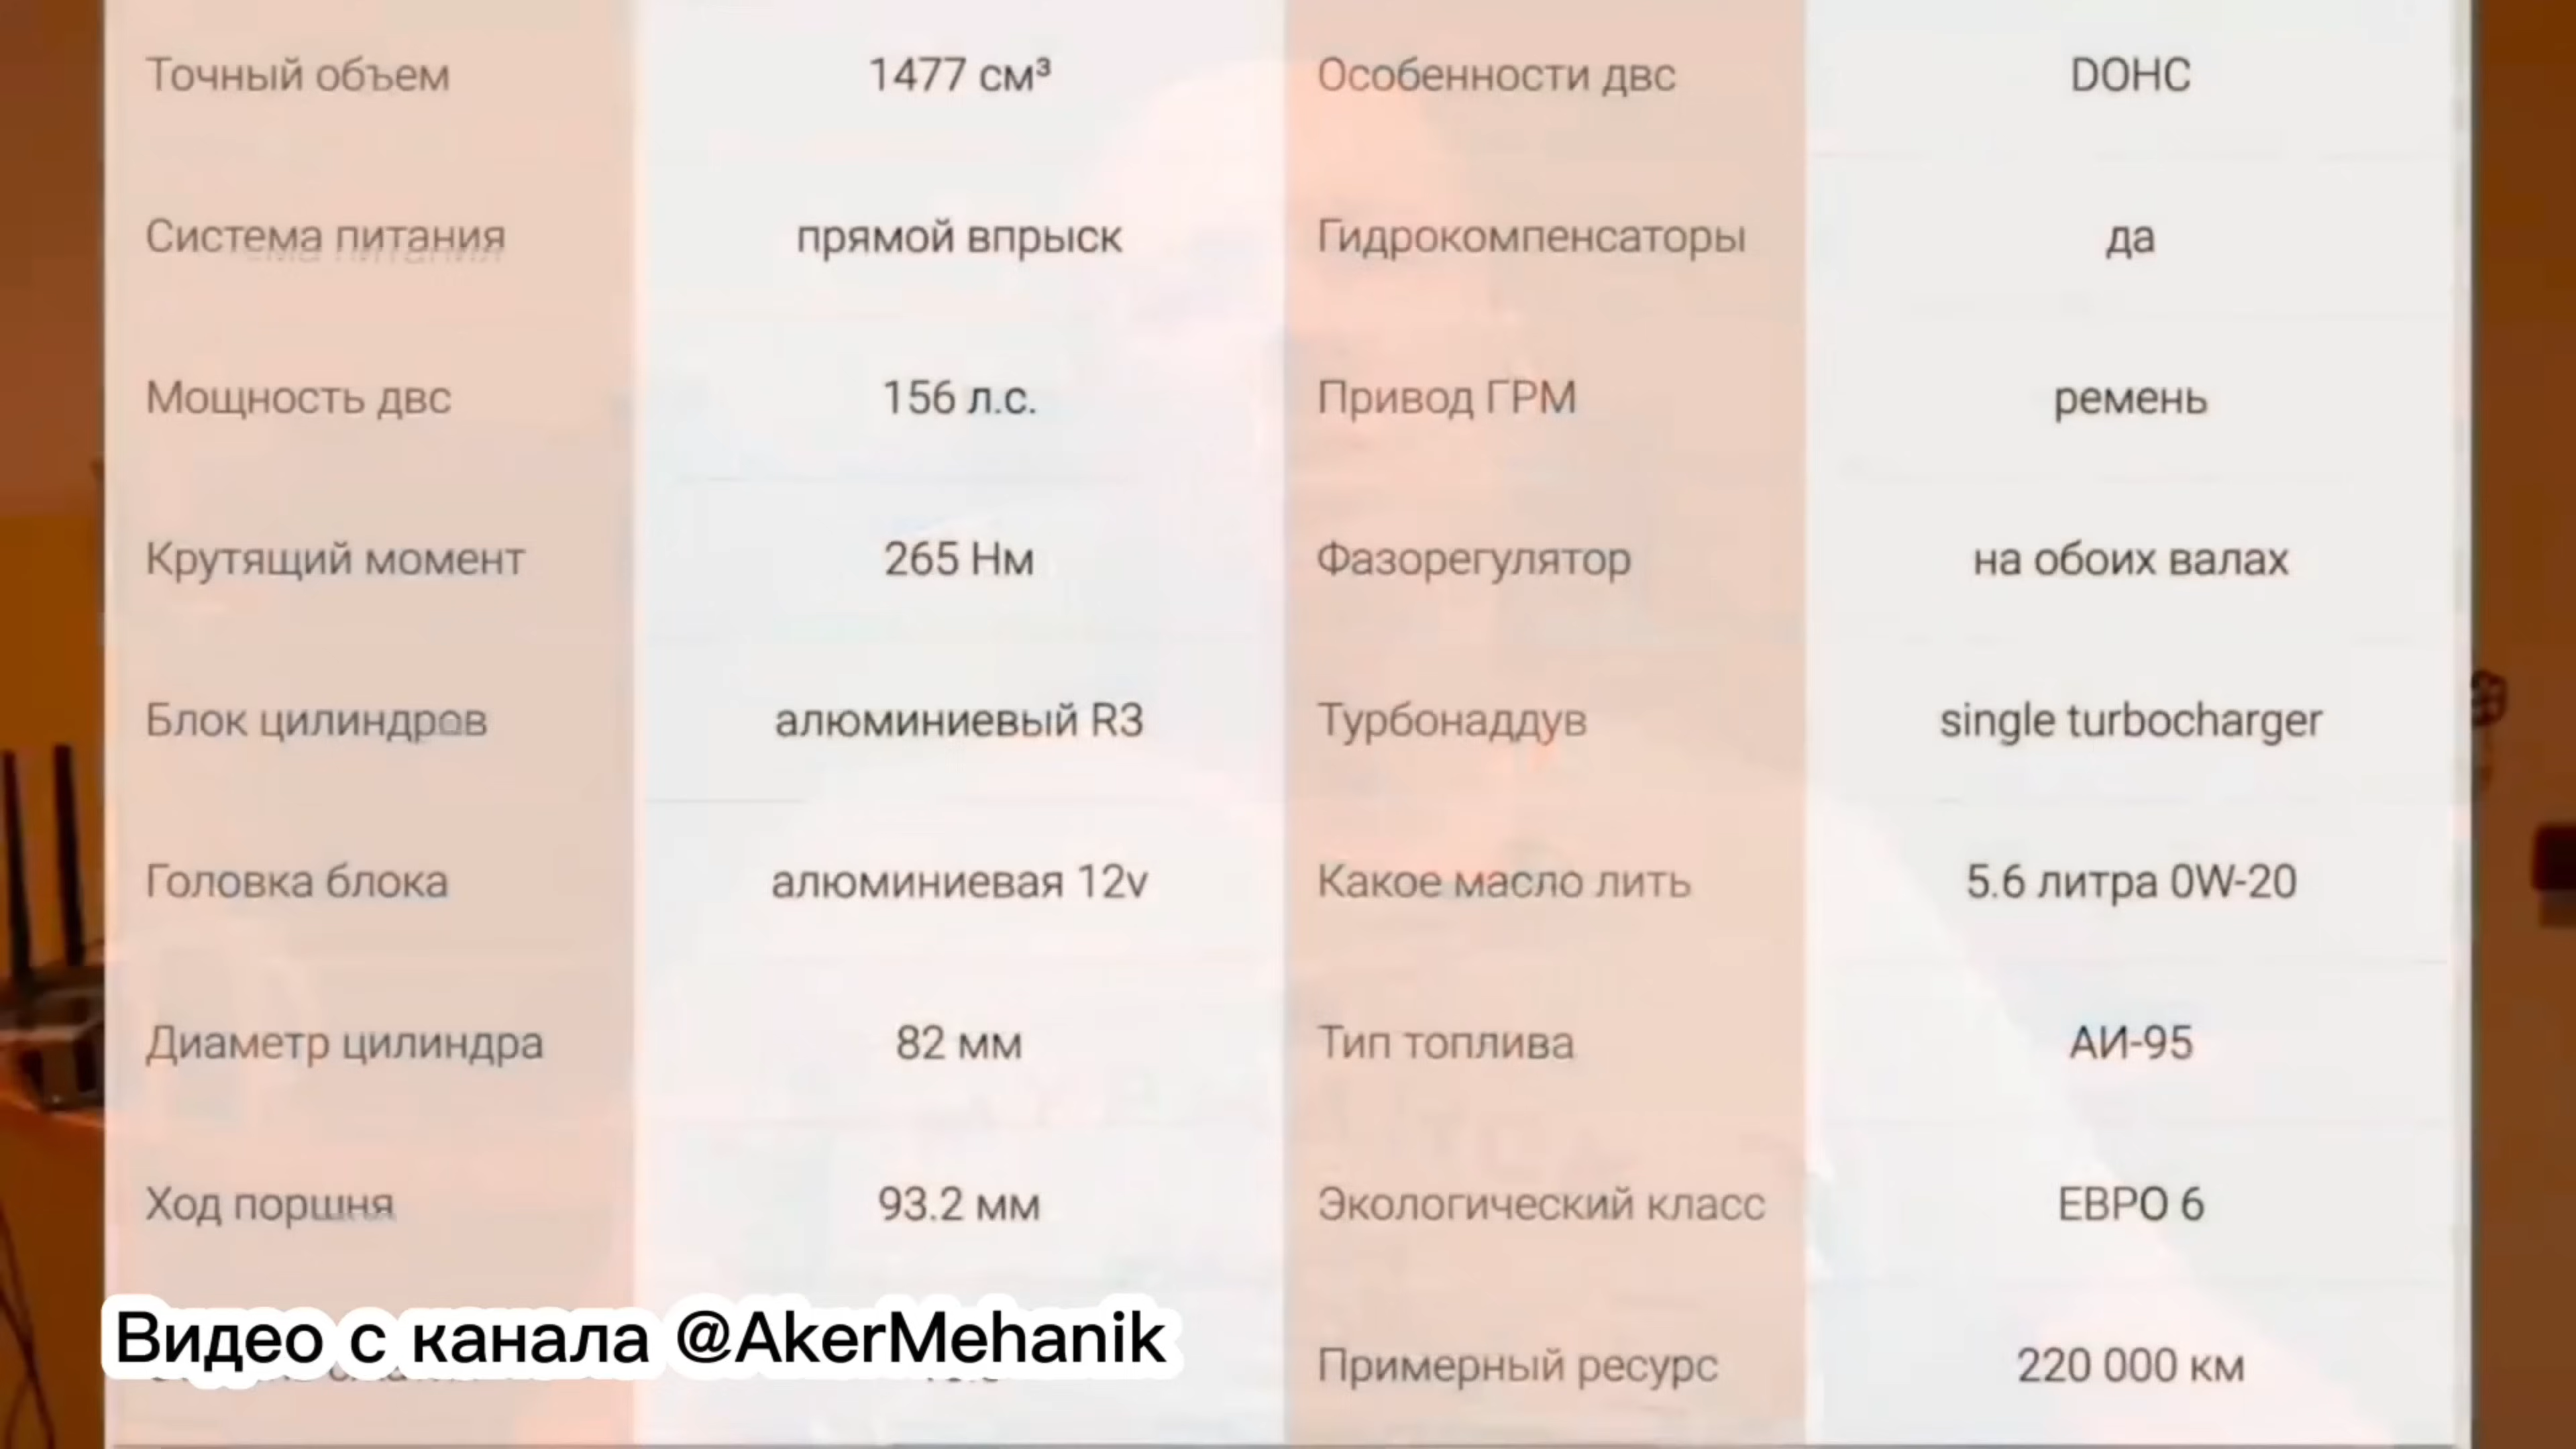 Точный объем 1477 см³ Особенности двс DOHC
Система питания прямой впрыск Гидрокомпенсаторы да
Мощность двс 156 л.с. Привод ГРМ ремень
Крутящий момент 265 Нм Фазорегулятор на обоих валах
Блок цилиндров алюминиевый R3 Турбонаддув single turbocharger
Головка блока алюминиевая 12v Какое масло лить 5.6 литра 0W-20
Диаметр цилиндра 82 мм Тип топлива АИ-95
Ход поршня 93.2 мм Экологический класс ЕВРО 6
Видео с канала @AkerMehanik
Примерный ресурс 220 000 км